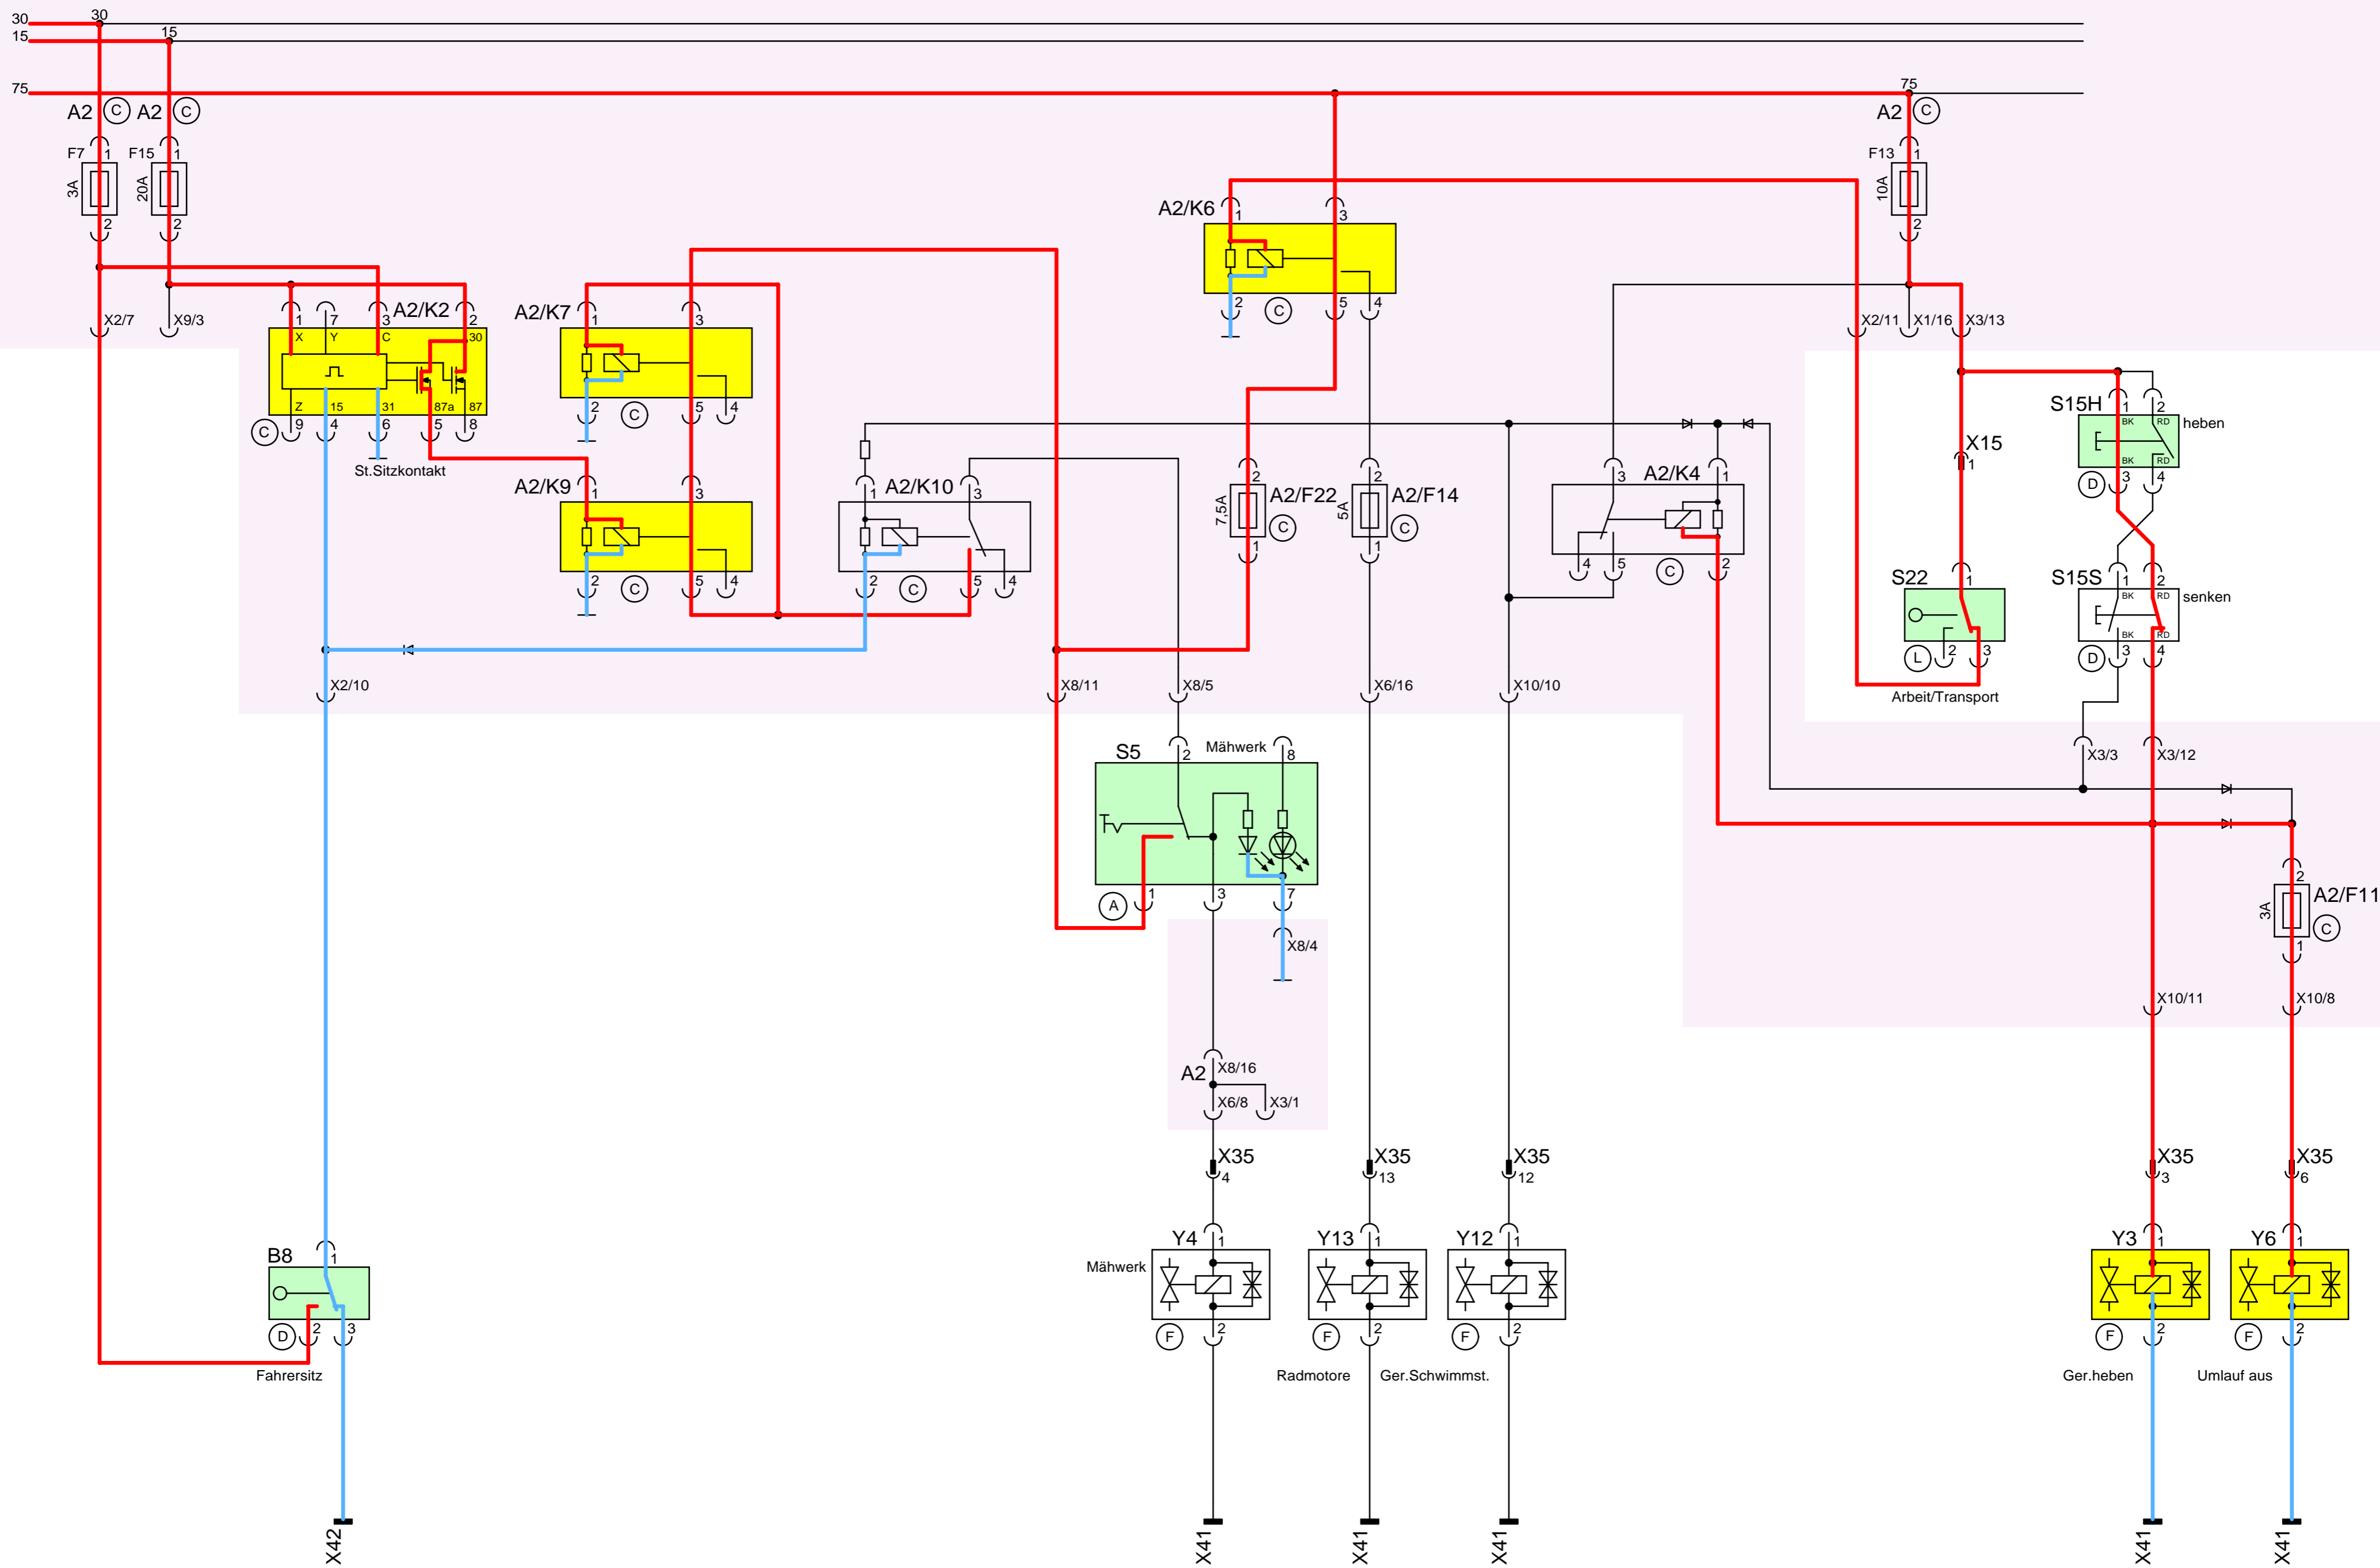 30
30
15
15
75
75
A2 C A2 C
A2 C
F7 1 F15 1
3A 20A
2 2
F13 1
10A
2
X2/7 X9/3
A2/K6
1 3
2 C 5 4
X2/11 X1/16 X3/13
1 7 3 A2/K2 2
X Y C 30
Z 15 31 87a 87
C 9 4 6 5 8
St.Sitzkontakt
A2/K7
1 3
2 C 5 4
A2/K9
1 3
2 C 5 4
1 A2/K10 3
2 C 5 4
2
7,5A A2/F22
C
1
2
5A A2/F14
C
1
3 A2/K4 1
4 5 C 2
S15H 1 2
BK RD heben
BK RD
D 3 4
X15
1
S22 1
L 2 3
Arbeit/Transport
S15S 1 2
BK RD senken
BK RD
D 3 4
X2/10
X8/11 X8/5 X6/16 X10/10
X3/3 X3/12
S5 2 Mähwerk 8
A 1 3 7
X8/4
2
3A A2/F11
C
1
X10/11 X10/8
A2 X8/16
X6/8 X3/1
X35
4
X35
13
X35
12
X35
3
X35
6
B8 1
D 2 3
Fahrersitz
X42
Y4 1
Mähwerk
F 2
X41
Y13 1
F 2
Radmotore
X41
Y12 1
F 2
Ger.Schwimmst.
X41
Y3 1
F 2
Ger.heben
X41
Y6 1
F 2
Umlauf aus
X41